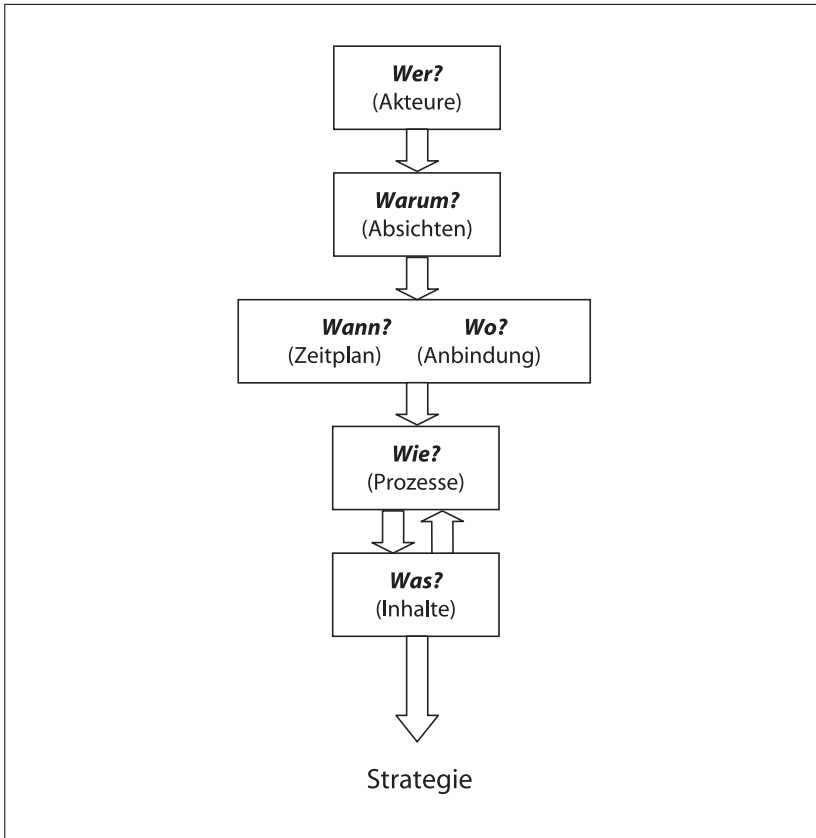 Wer?
(Akteure)
Warum?
(Absichten)
Wann? Wo?
(Zeitplan) (Anbindung)
Wie?
(Prozesse)
Was?
(Inhalte)
Strategie